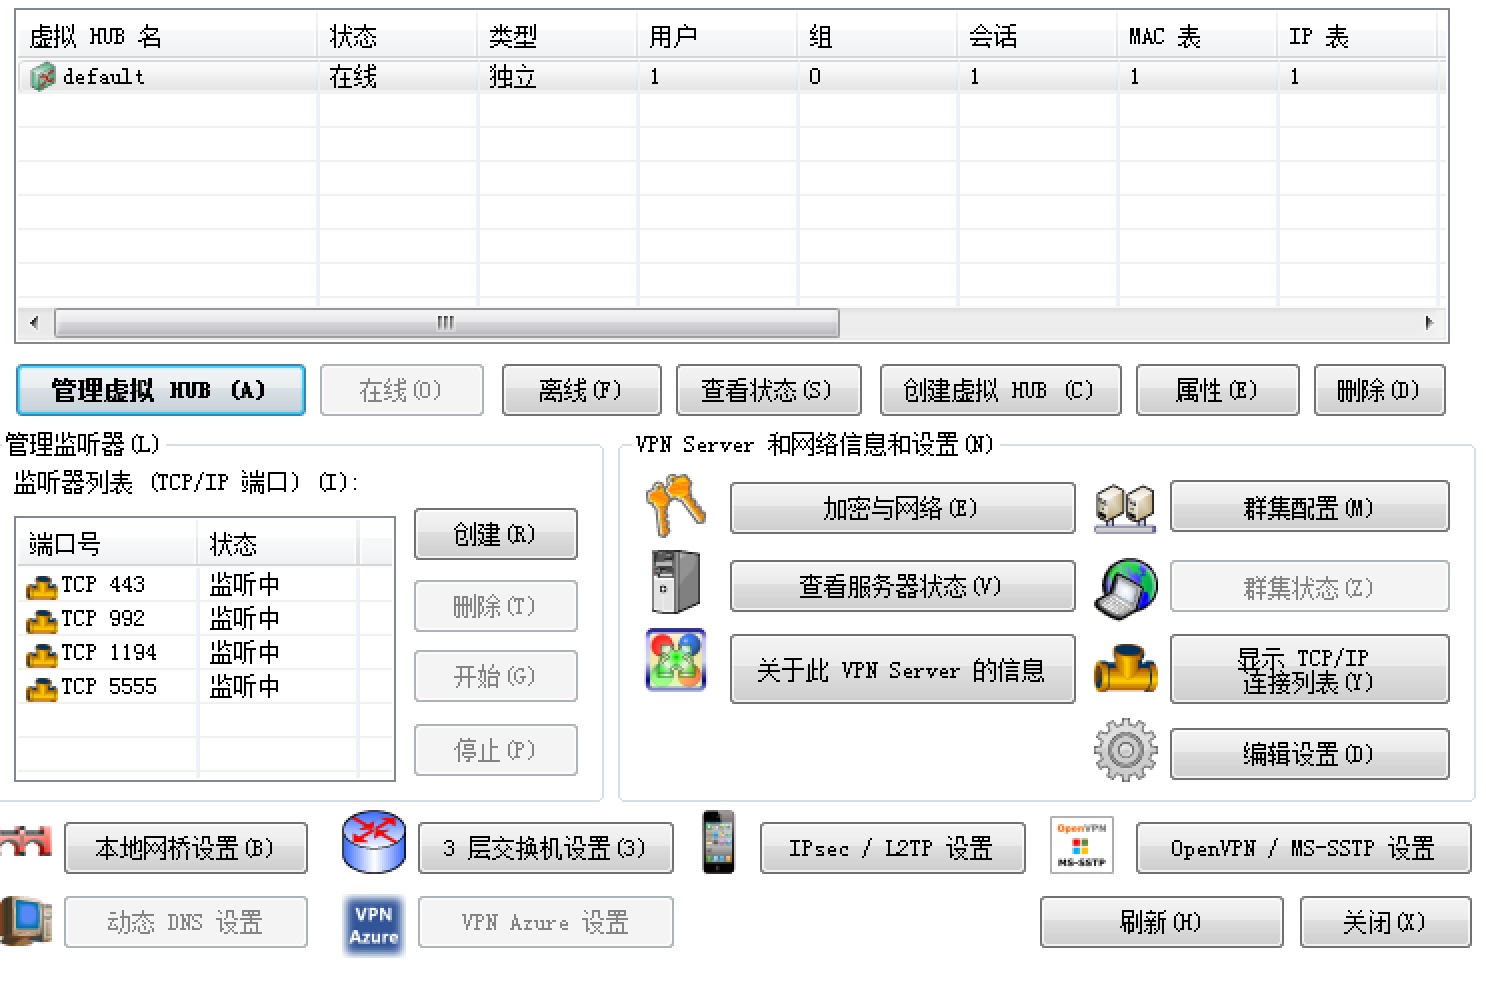 虚拟 HUB 名 状态 类型 用户 组 会话 MAC 表 IP 表
default 在线 独立 1 0 1 1 1
管理虚拟 HUB (A) 在线(O) 离线(F) 查看状态(S) 创建虚拟 HUB (C) 属性(E) 删除(D)
管理监听器(L)
监听器列表 (TCP/IP 端口) (I):
端口号 状态
TCP 443 监听中
TCP 992 监听中
TCP 1194 监听中
TCP 5555 监听中
创建(R)
删除(T)
开始(G)
停止(P)
VPN Server 和网络信息和设置(N)
加密与网络(E) 群集配置(M)
查看服务器状态(V) 群集状态(Z)
关于此 VPN Server 的信息
显示 TCP/IP
连接列表(Y)
编辑设置(D)
本地网桥设置(B) 3 层交换机设置(3) IPsec / L2TP 设置
OpenVPN
MS-SSTP
OpenVPN / MS-SSTP 设置
动态 DNS 设置
VPN
Azure
VPN Azure 设置 刷新(H) 关闭(X)